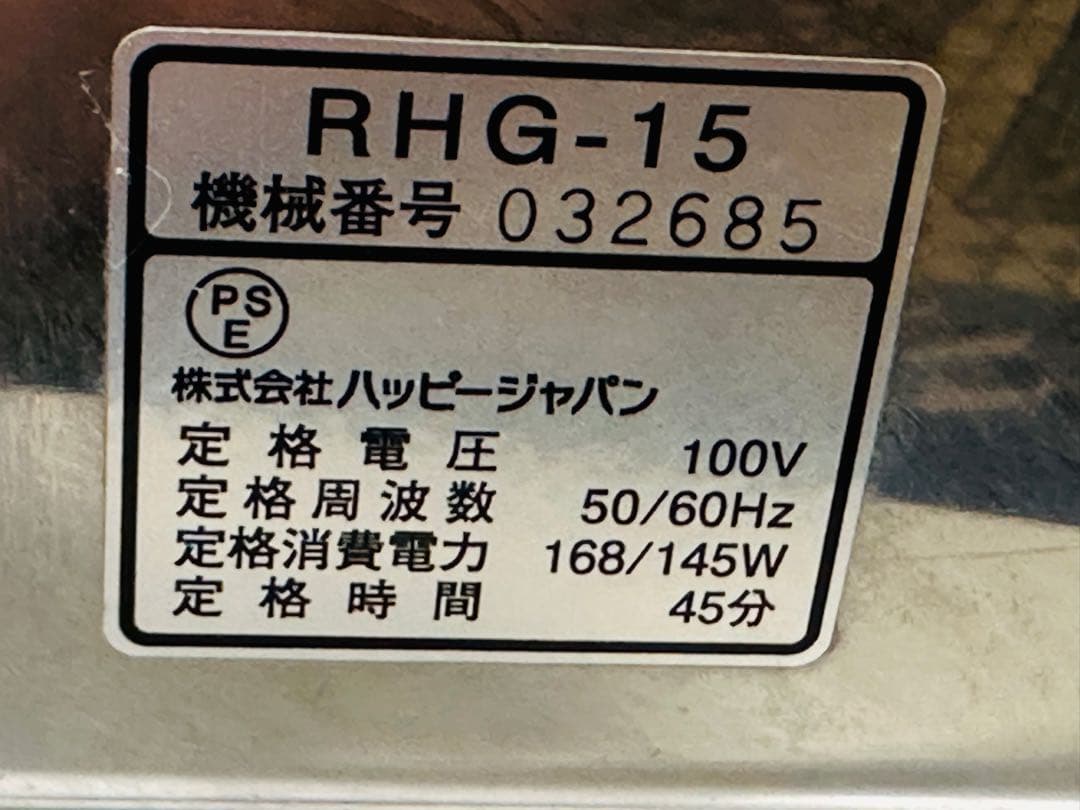 RHG-15
機械番号 032685
PS
E
株式会社ハッピージャパン
定格電圧 100V
定格周波数 50/60Hz
定格消費電力 168/145W
定格時間 45分